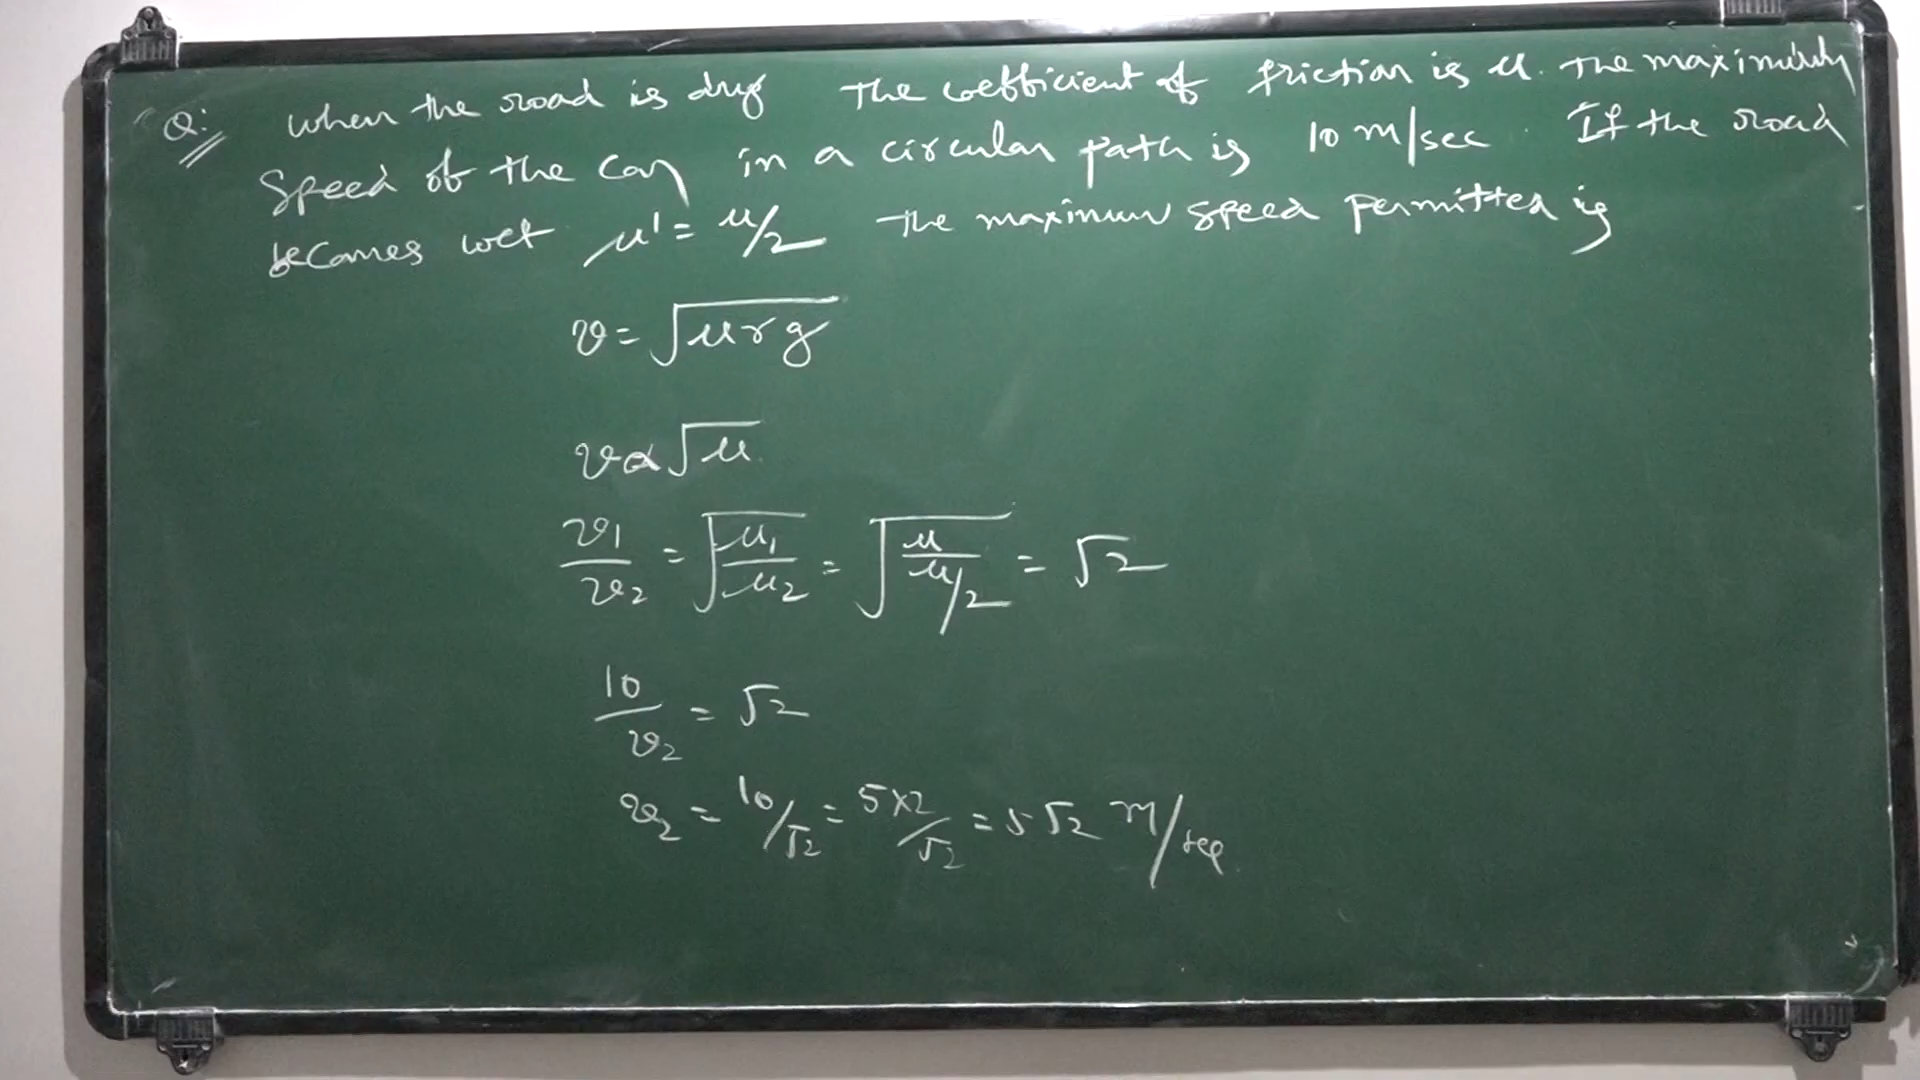 Q: when the road is dry the coefficient of friction is μ. The maximum
speed of the car in a circular path is 10 m/sec. If the road
becomes wet μ' = μ/2 the maximum speed permitted is
v = √μrg
v ∝ √μ
v1/v2 = √(μ1/μ2) = √(μ/(μ/2)) = √2
10/v2 = √2
v2 = 10/√2 = 5×2/√2 = 5√2 m/sec